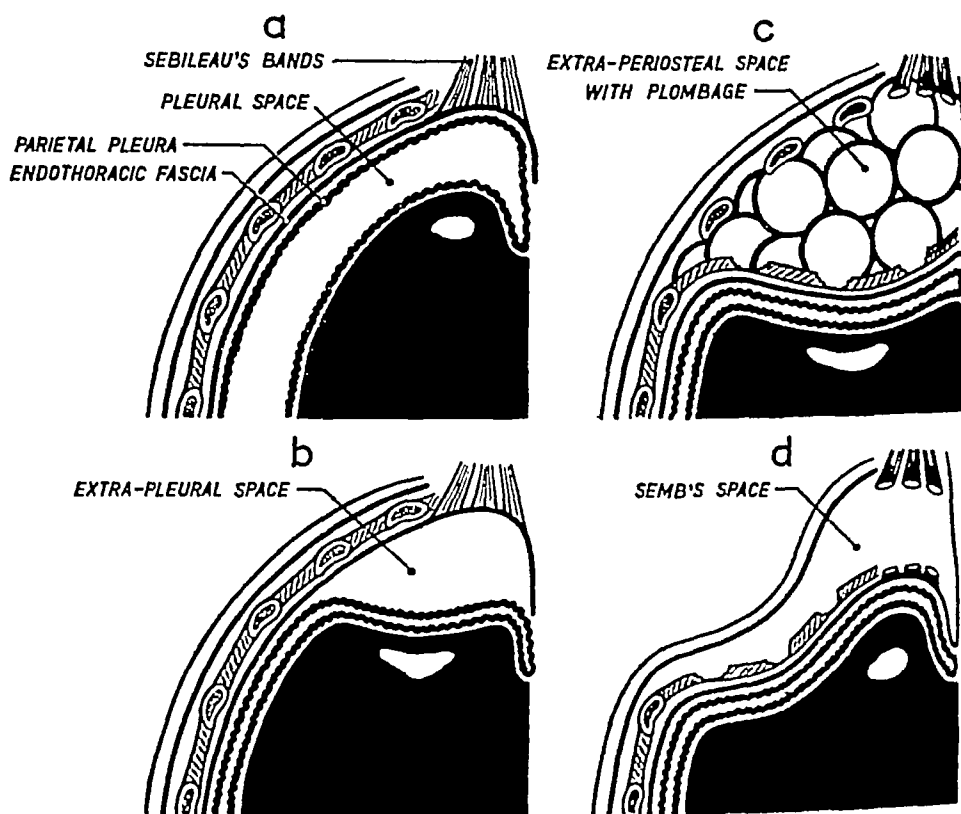 a
SEBILEAU'S BANDS
PLEURAL SPACE
PARIETAL PLEURA
ENDOTHORACIC FASCIA
c
EXTRA-PERIOSTEAL SPACE
WITH PLOMBAGE
b
EXTRA-PLEURAL SPACE
d
SEMB'S SPACE